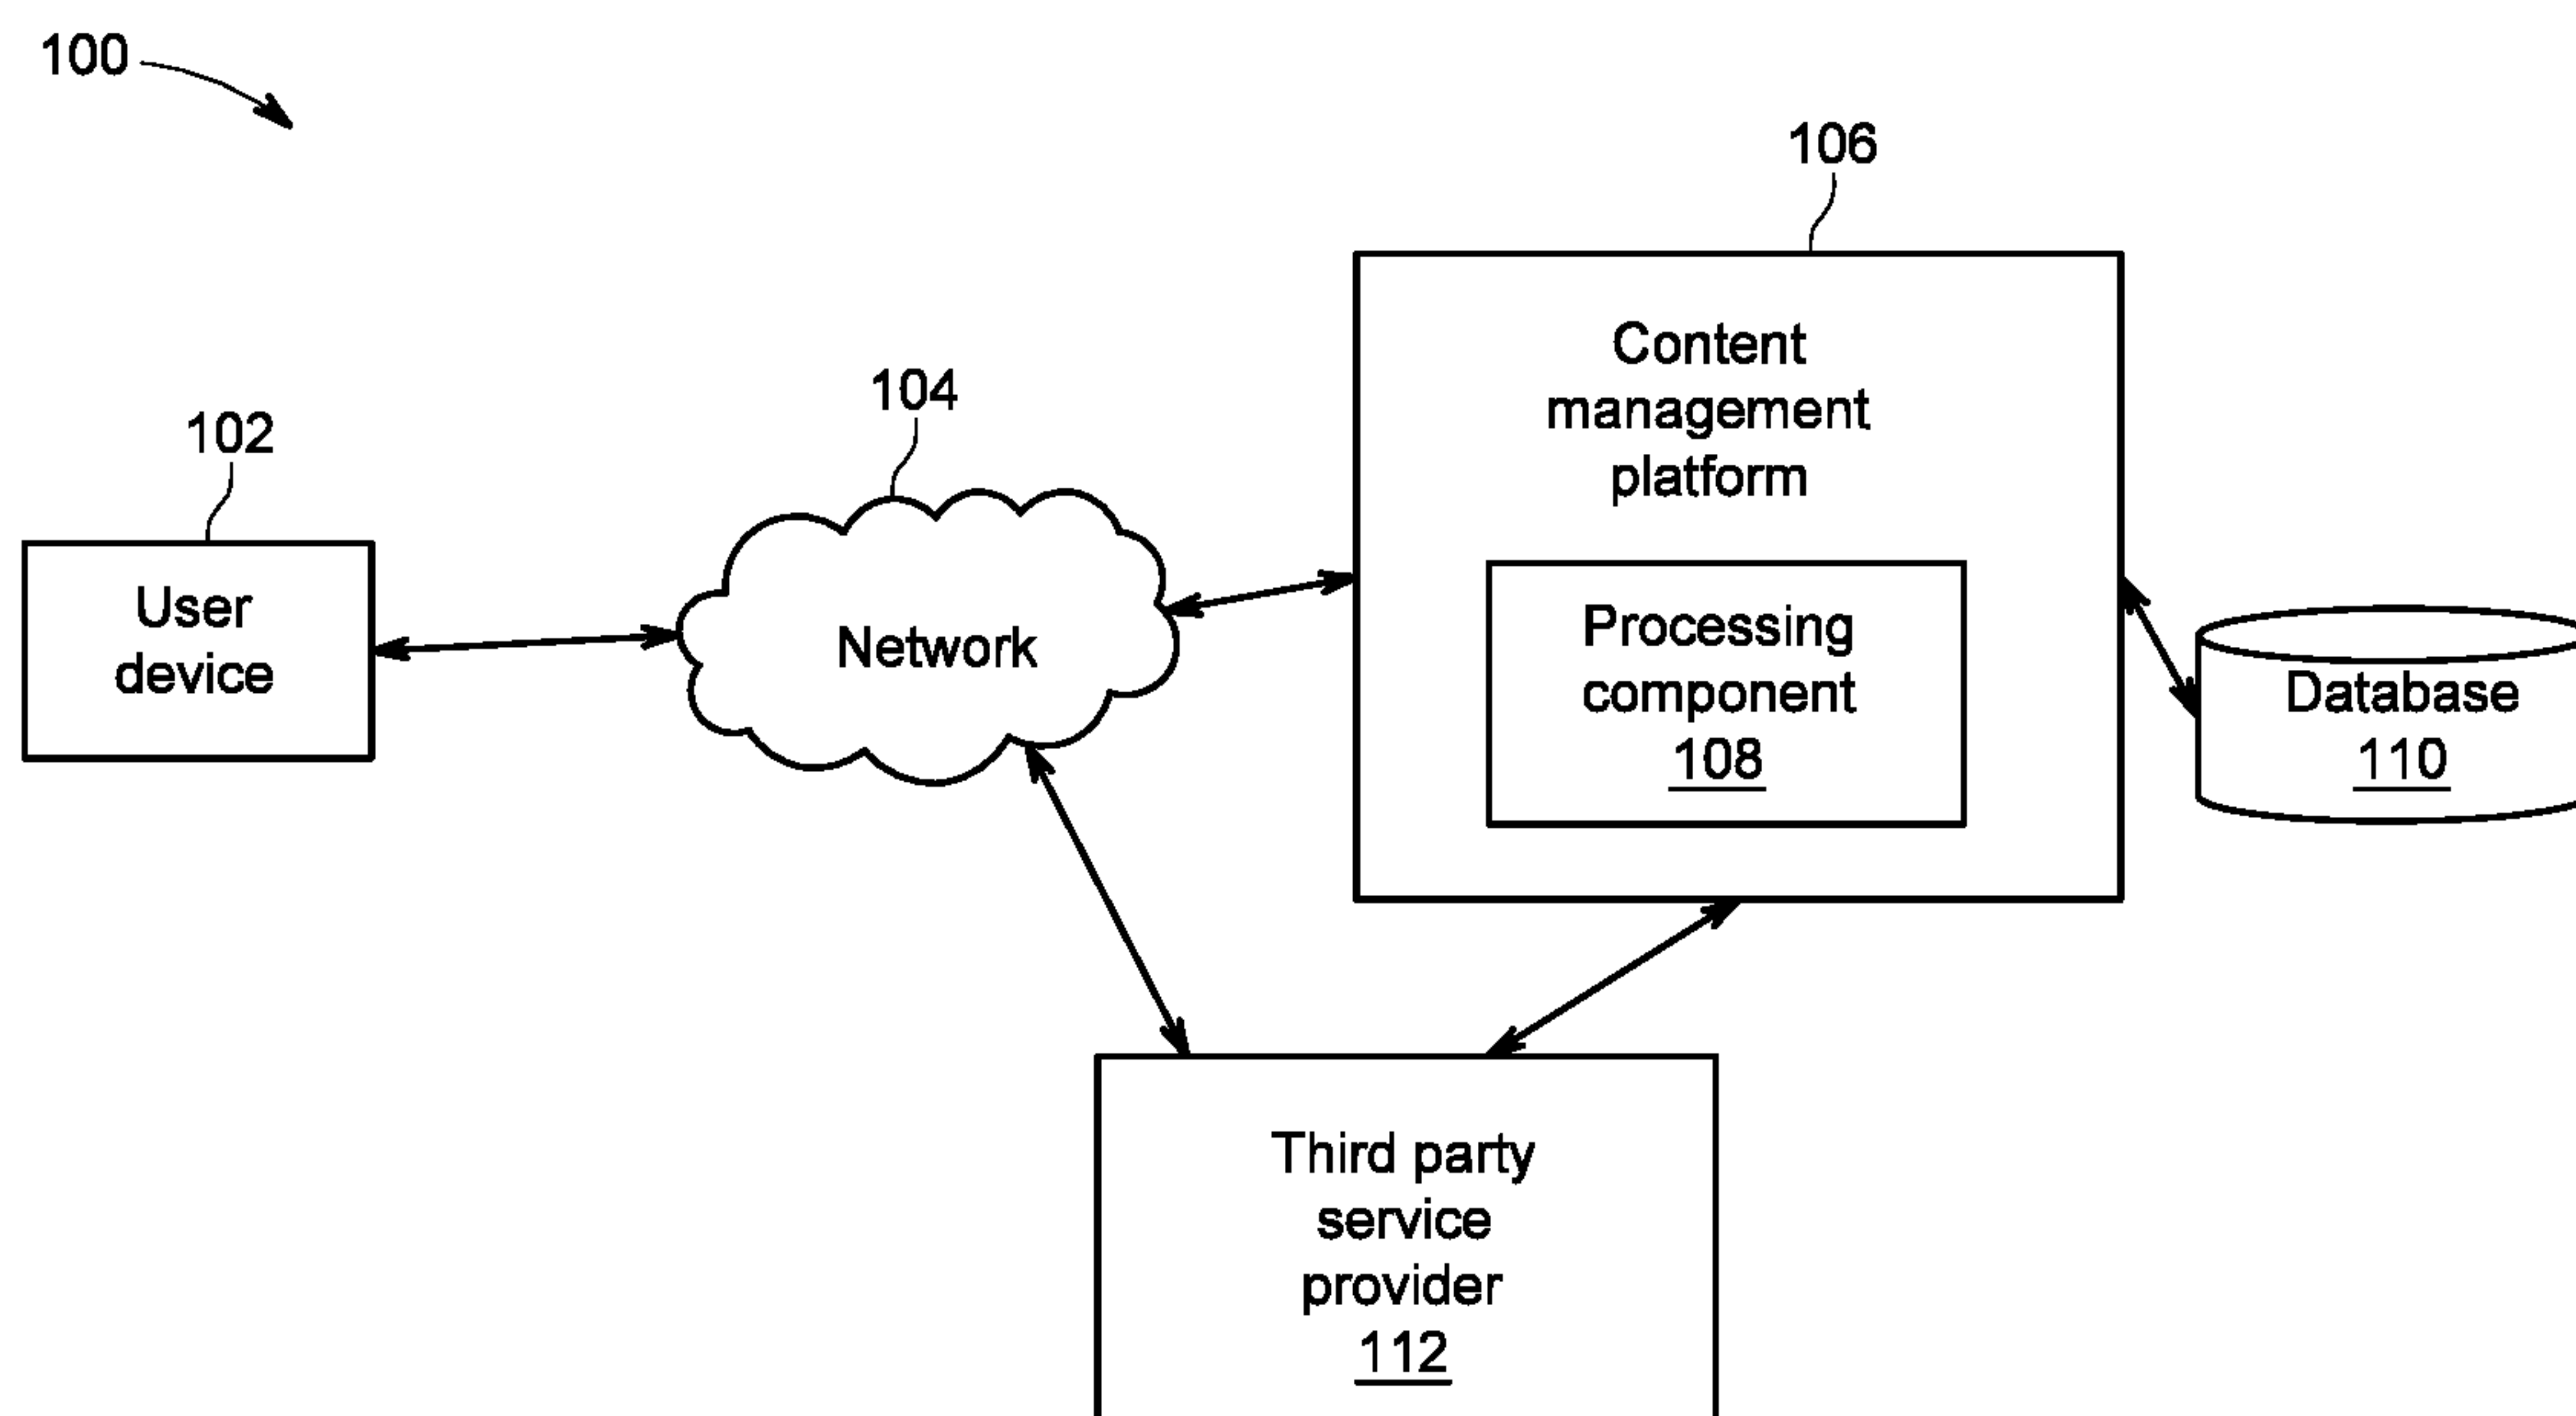 100
106
Content
management
platform
104
102
User
device
Network
Processing
component
108
Database
110
Third party
service
provider
112